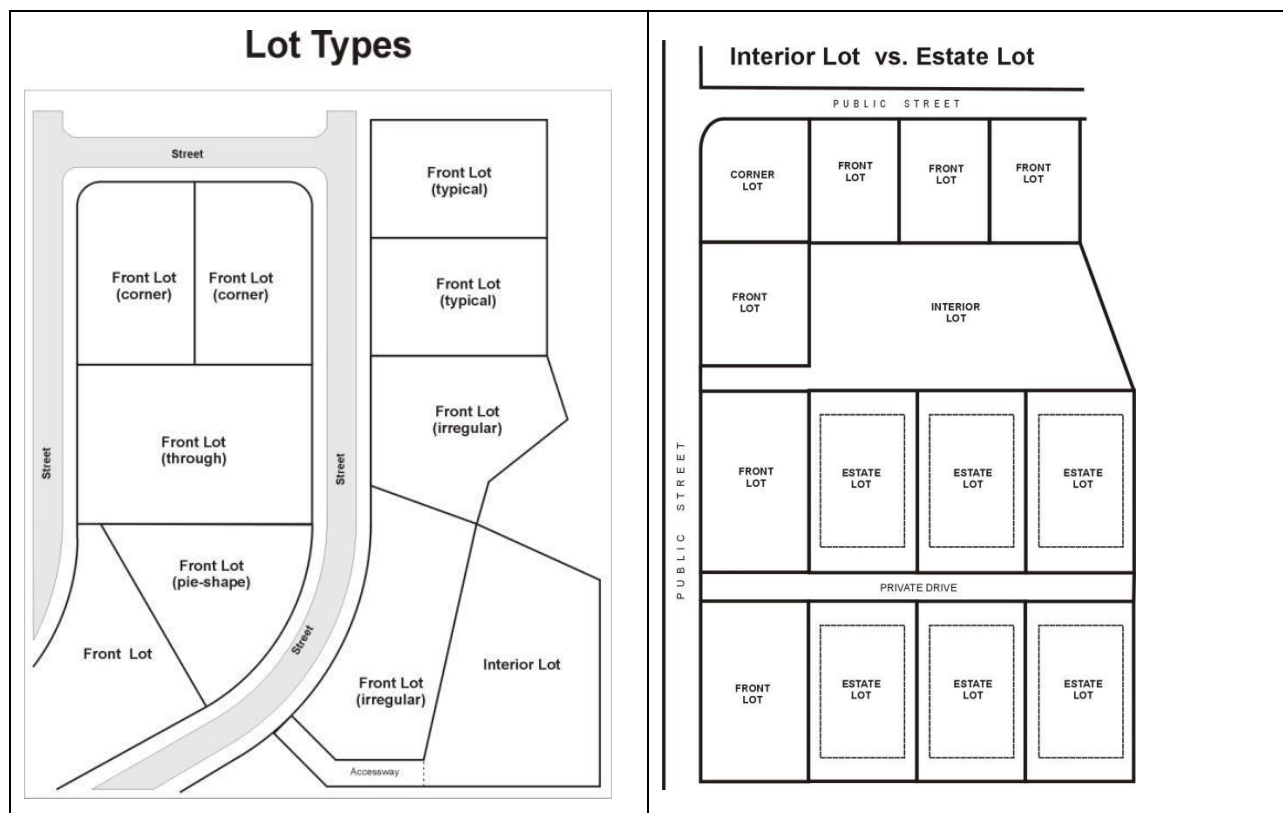 Lot Types
Street
Front Lot
(typical)
Front Lot
(corner)
Front Lot
(corner)
Front Lot
(typical)
Front Lot
(irregular)
Front Lot
(through)
Street
Street
Front Lot
(pie-shape)
Street
Front Lot
Front Lot
(irregular)
Interior Lot
Accessway
Interior Lot vs. Estate Lot
PUBLIC STREET
CORNER
LOT
FRONT
LOT
FRONT
LOT
FRONT
LOT
FRONT
LOT
INTERIOR
LOT
PUBLIC STREET
FRONT
LOT
ESTATE
LOT
ESTATE
LOT
ESTATE
LOT
PRIVATE DRIVE
FRONT
LOT
ESTATE
LOT
ESTATE
LOT
ESTATE
LOT